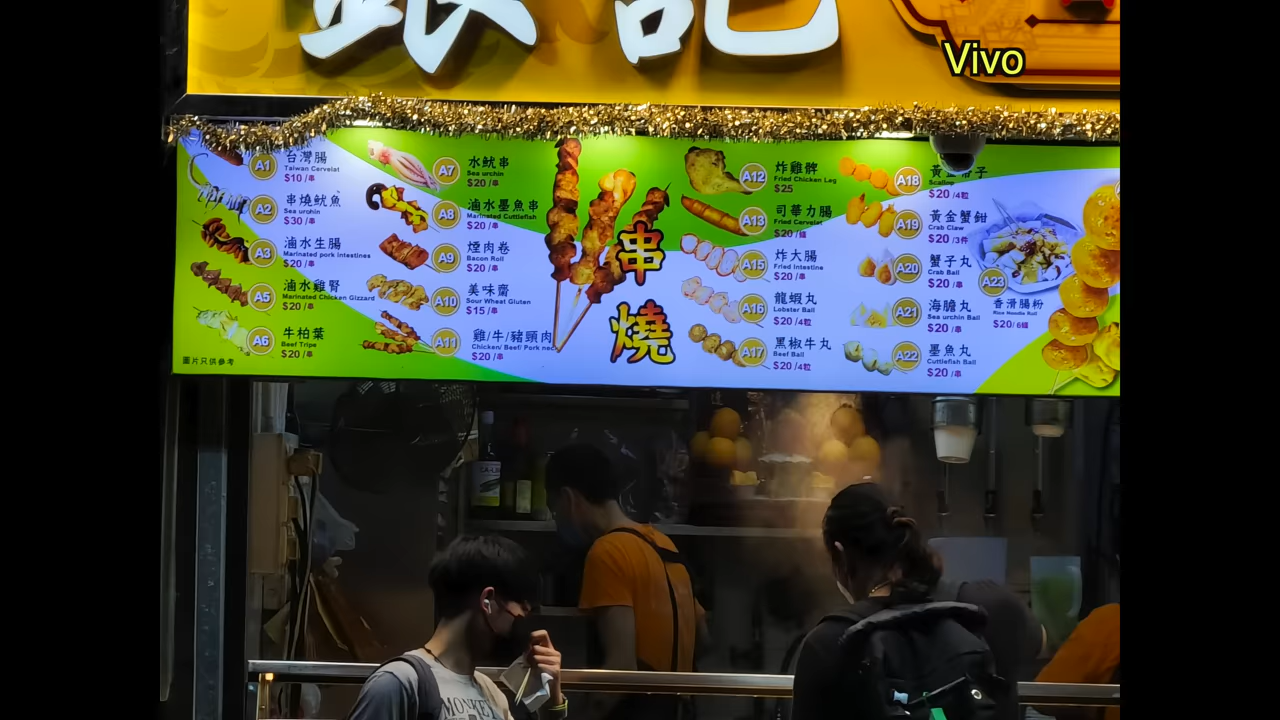 記
Vivo
A1 台灣腸
Taiwan Cervelat
$10 /串
A2 串燒魷魚
Sea urchin
$30 /串
A3 滷水生腸
Marinated pork intestines
$20 /串
A5 滷水雞腎
Marinated Chicken Gizzard
$20 /串
A6 牛柏葉
Beef Tripe
$20 /串
圖片只供參考
A7 水魷串
Sea urchin
$20 /串
A8 滷水墨魚串
Marinated Cuttlefish
$20 /串
A9 煙肉卷
Bacon Roll
$20 /串
A10 美味齋
Sour Wheat Gluten
$15 /串
A11 雞/牛/豬頸肉
Chicken/ Beef/ Pork neck
$20 /串
串
燒
A12 炸雞髀
Fried Chicken Leg
$25
A13 司華力腸
Fried Cervelat
$20 /條
A15 炸大腸
Fried Intestine
$20 /串
A16 龍蝦丸
Lobster Ball
$20 /4粒
A17 黑椒牛丸
Beef Ball
$20 /4粒
A18 黃金
子
Scallop
$20 /4粒
A19 黃金蟹鉗
Crab Claw
$20 /3件
A20 蟹子丸
Crab Ball
$20 /串
A21 海膽丸
Sea urchin Ball
$20 /串
A22 墨魚丸
Cuttlefish Ball
$20 /串
A23
香滑腸粉
Rice Noodle Roll
$20/6條
MONKEY